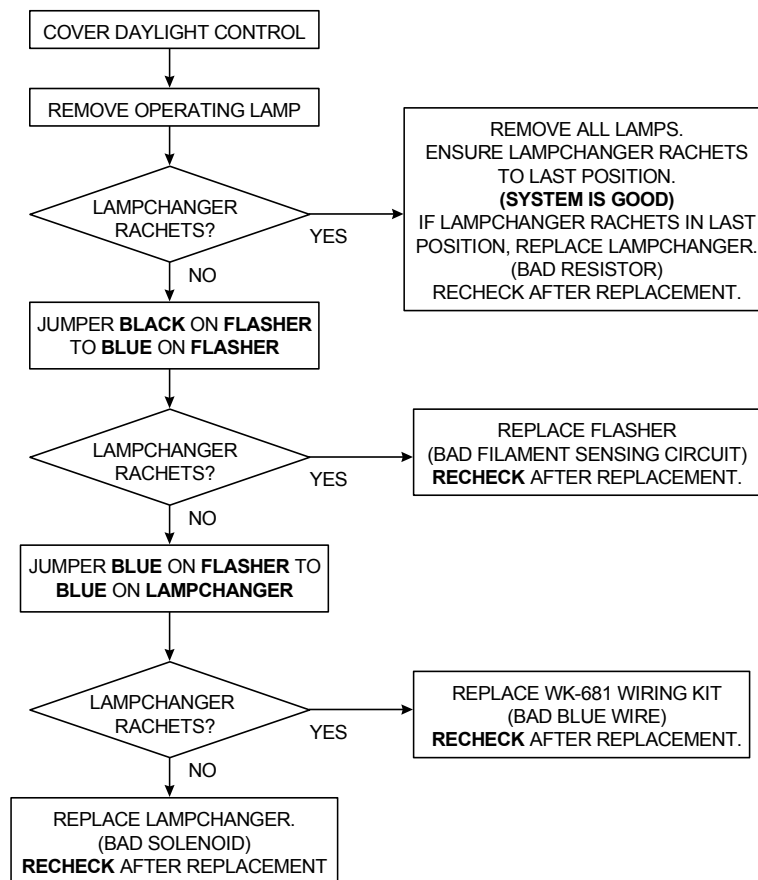 COVER DAYLIGHT CONTROL
REMOVE OPERATING LAMP
LAMPCHANGER
RACHETS?
YES
REMOVE ALL LAMPS.
ENSURE LAMPCHANGER RACHETS
TO LAST POSITION.
(SYSTEM IS GOOD)
IF LAMPCHANGER RACHETS IN LAST
POSITION, REPLACE LAMPCHANGER.
(BAD RESISTOR)
RECHECK AFTER REPLACEMENT.
NO
JUMPER BLACK ON FLASHER
TO BLUE ON FLASHER
LAMPCHANGER
RACHETS?
YES
REPLACE FLASHER
(BAD FILAMENT SENSING CIRCUIT)
RECHECK AFTER REPLACEMENT.
NO
JUMPER BLUE ON FLASHER TO
BLUE ON LAMPCHANGER
LAMPCHANGER
RACHETS?
YES
REPLACE WK-681 WIRING KIT
(BAD BLUE WIRE)
RECHECK AFTER REPLACEMENT.
NO
REPLACE LAMPCHANGER.
(BAD SOLENOID)
RECHECK AFTER REPLACEMENT